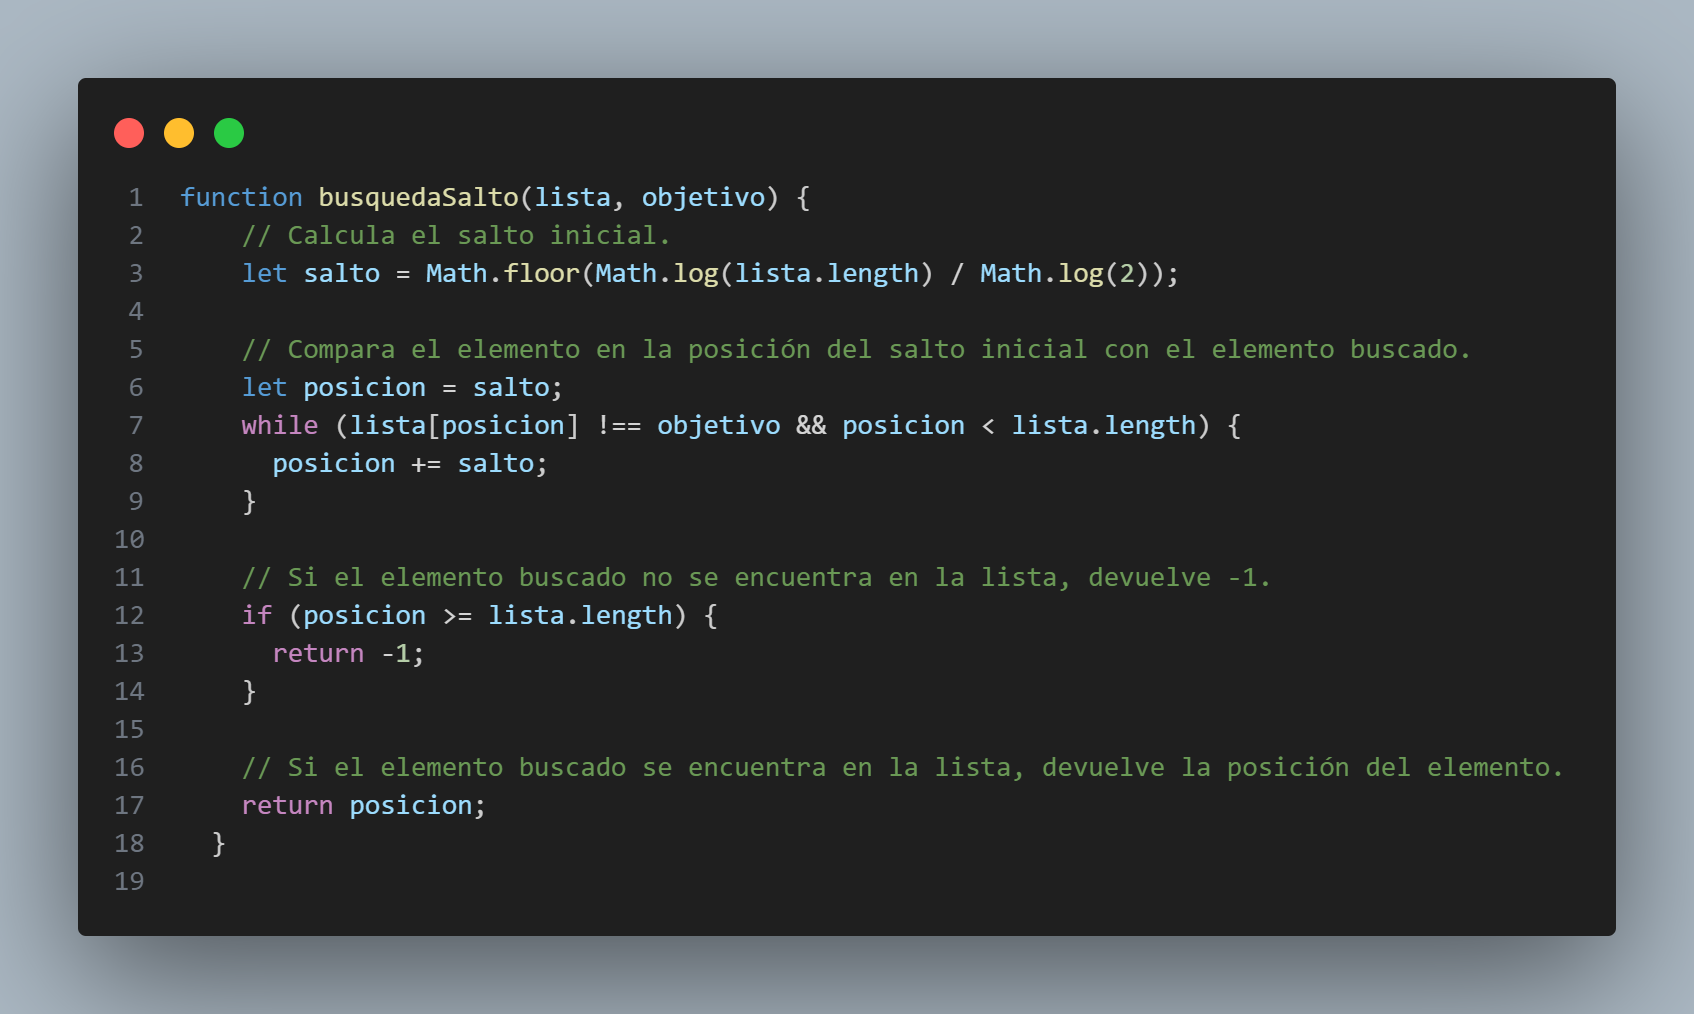 1 function busquedaSalto(lista, objetivo) {
2 // Calcula el salto inicial.
3 let salto = Math.floor(Math.log(lista.length) / Math.log(2));
4
5 // Compara el elemento en la posición del salto inicial con el elemento buscado.
6 let posicion = salto;
7 while (lista[posicion] !== objetivo && posicion < lista.length) {
8 posicion += salto;
9 }
10
11 // Si el elemento buscado no se encuentra en la lista, devuelve -1.
12 if (posicion >= lista.length) {
13 return -1;
14 }
15
16 // Si el elemento buscado se encuentra en la lista, devuelve la posición del elemento.
17 return posicion;
18 }
19